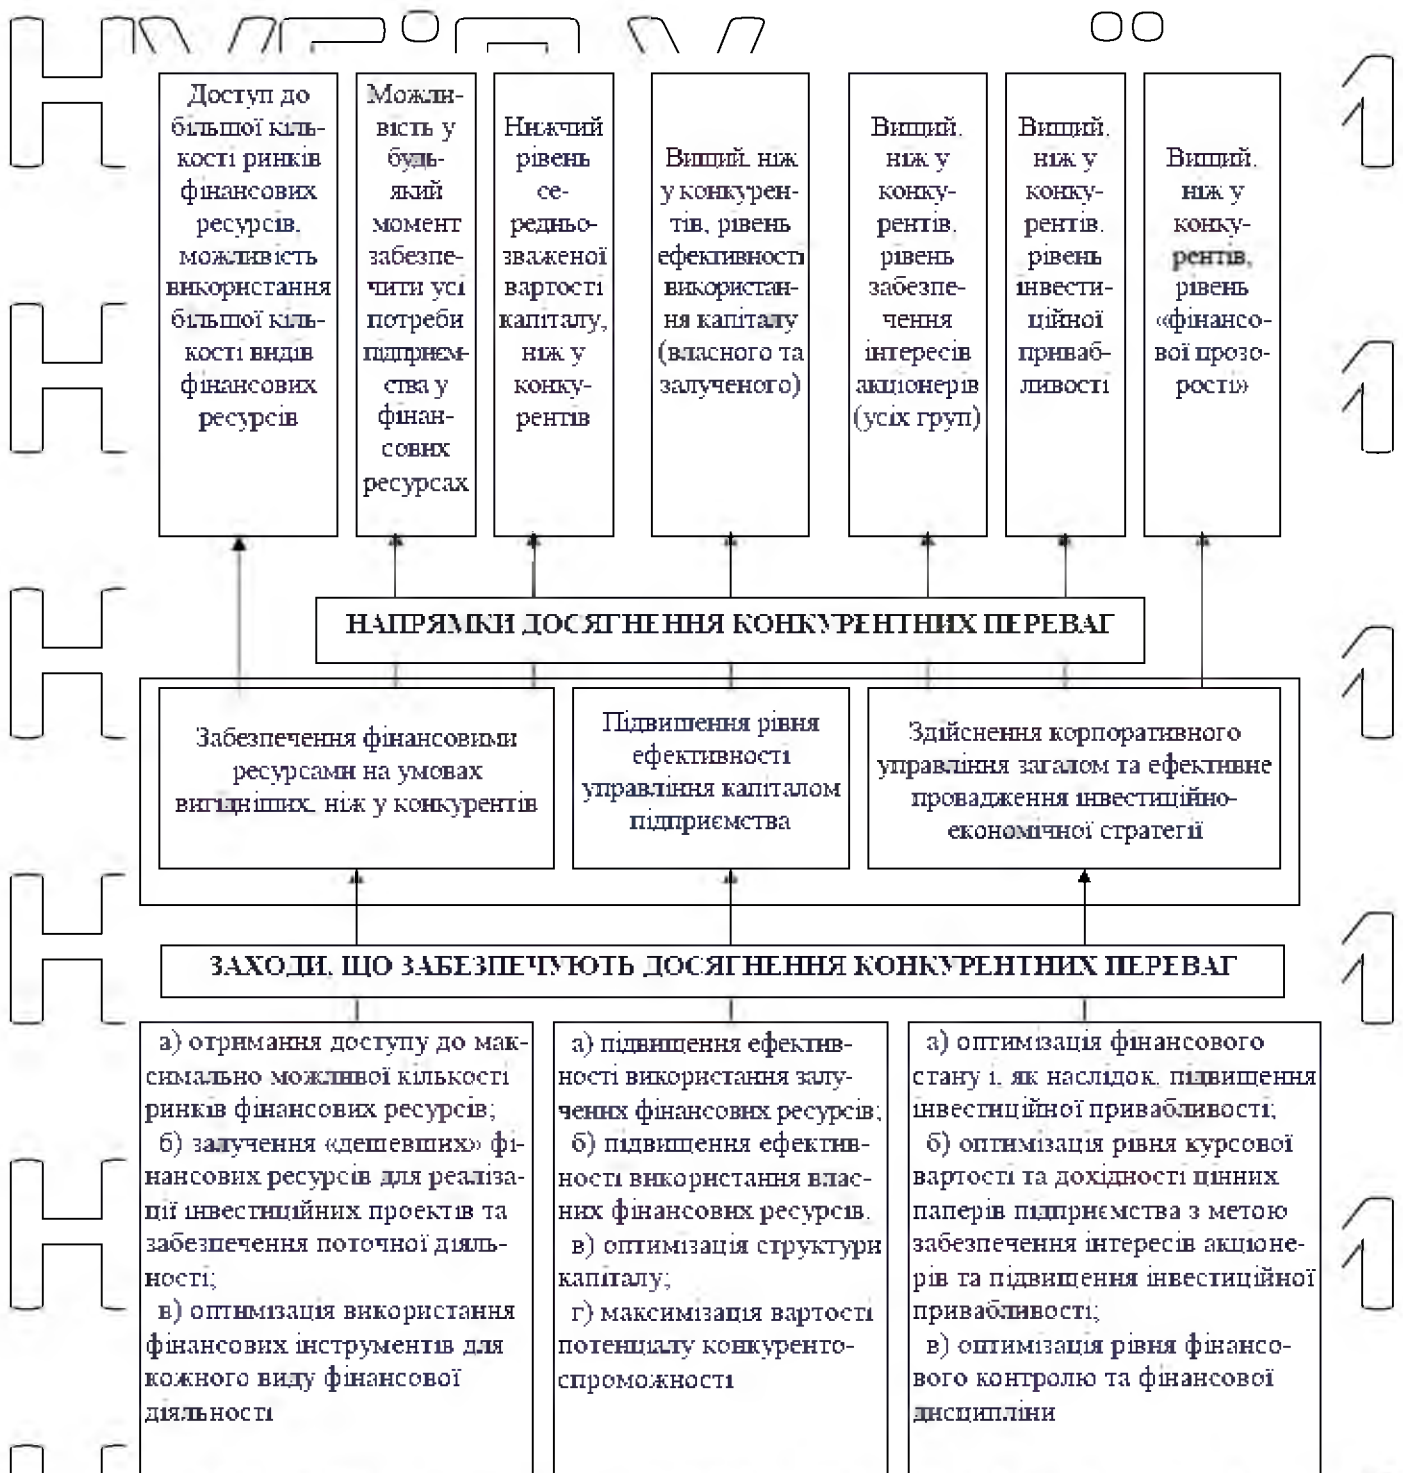 Доступ до
більшої кіль-
кості ринків
фінансових
ресурсів,
можливість
використання
більшої кіль-
кості видів
фінансових
ресурсів
Можли-
вість у
будь-
який
момент
забезпе-
чити усі
потреби
підприєм-
ства у
фінан-
сових
ресурсах
Нижчий
рівень
се-
редньо-
зваженої
вартості
капіталу,
ніж у
конку-
рентів
Вищий, ніж
у конкурен-
тів, рівень
ефективності
використан-
ня капіталу
(власного та
залученого)
Вищий,
ніж у
конку-
рентів,
рівень
забезпе-
чення
інтересів
акціонерів
(усіх груп)
Вищий,
ніж у
конку-
рентів,
рівень
інвести-
ційної
приваб-
ливості
Вищий,
ніж у
конку-
рентів,
рівень
«фінансо-
вої прозо-
рості»
НАПРЯМКИ ДОСЯГНЕННЯ КОНКУРЕНТНИХ ПЕРЕВАГ
Забезпечення фінансовими
ресурсами на умовах
вигідніших, ніж у конкурентів
Підвищення рівня
ефективності
управління капіталом
підприємства
Здійснення корпоративного
управління загалом та ефективне
провадження інвестиційно-
економічної стратегії
ЗАХОДИ, ЩО ЗАБЕЗПЕЧУЮТЬ ДОСЯГНЕННЯ КОНКУРЕНТНИХ ПЕРЕВАГ
а) отримання доступу до мак-
симально можливої кількості
ринків фінансових ресурсів;
б) залучення «дешевших» фі-
нансових ресурсів для реаліза-
ції інвестиційних проектів та
забезпечення поточної діяль-
ності;
в) оптимізація використання
фінансових інструментів для
кожного виду фінансової
діяльності
а) підвищення ефектив-
ності використання залу-
чених фінансових ресурсів;
б) підвищення ефектив-
ності використання влас-
них фінансових ресурсів.
в) оптимізація структури
капіталу;
г) максимізація вартості
потенціалу конкуренто-
спроможності
а) оптимізація фінансового
стану і, як наслідок, підвищення
інвестиційної привабливості;
б) оптимізація рівня курсової
вартості та дохідності цінних
паперів підприємства з метою
забезпечення інтересів акціоне-
рів та підвищення інвестиційної
привабливості;
в) оптимізація рівня фінансо-
вого контролю та фінансової
дисципліни